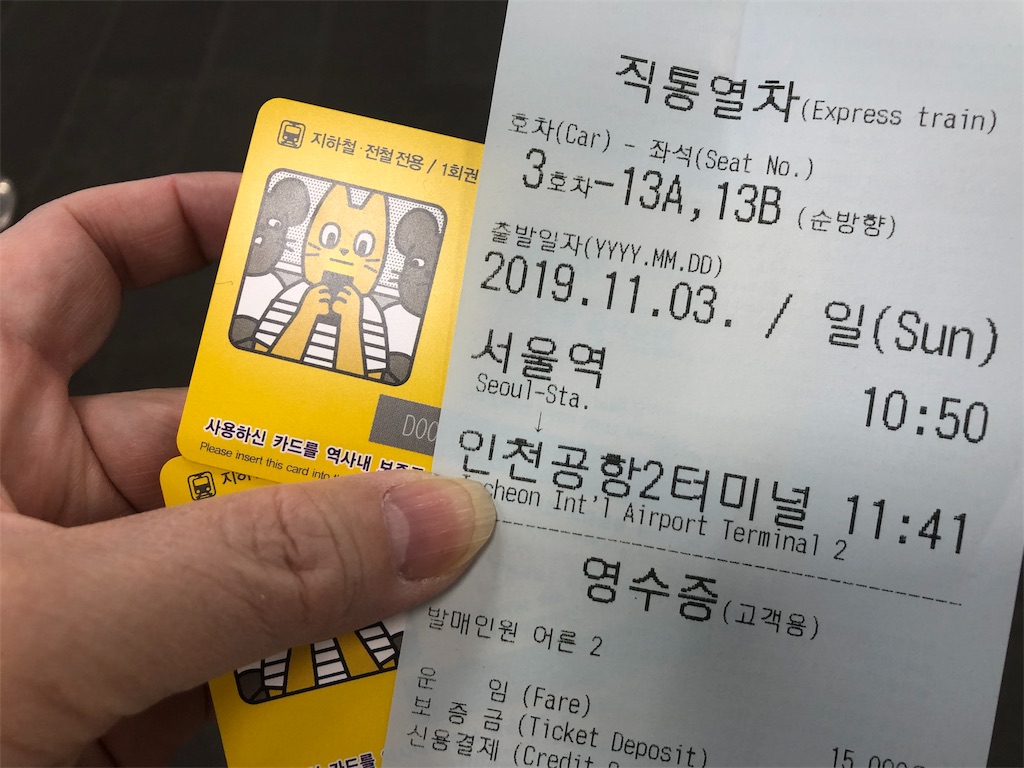 지하철·전철 전용 / 1회권
사용하신 카드를 역사내
Please insert this card into
직통열차(Express train)
호차(Car) - 좌석(Seat No.)
3호차-13A,13B (순방향)
출발일자(YYYY.MM.DD)
2019.11.03. / 일(Sun)
서울역 10:50
Seoul-Sta.
↓
인천공항2터미널 11:41
Incheon Int'l Airport Terminal 2
영수증(고객용)
발매인원 어른 2
운 임 (Fare)
보 증 금 (Ticket Deposit)
신용결제 (Credit